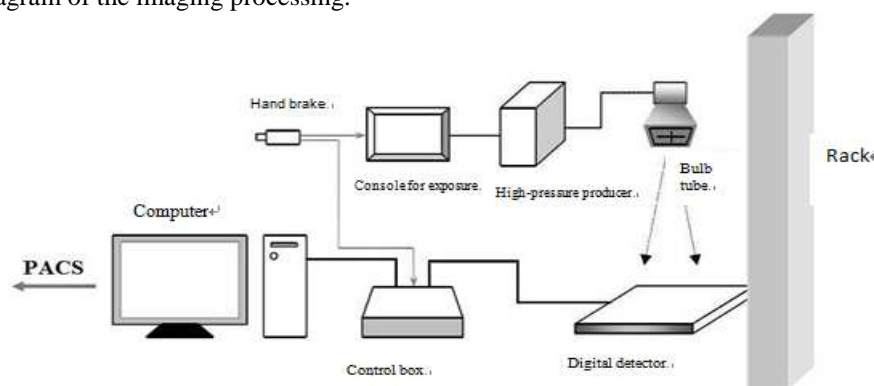 agram of the imaging processing.
Hand brake.
Console for exposure.
High-pressure producer.
Bulb
tube.
Rack
Computer
PACS
Control box.
Digital detector.